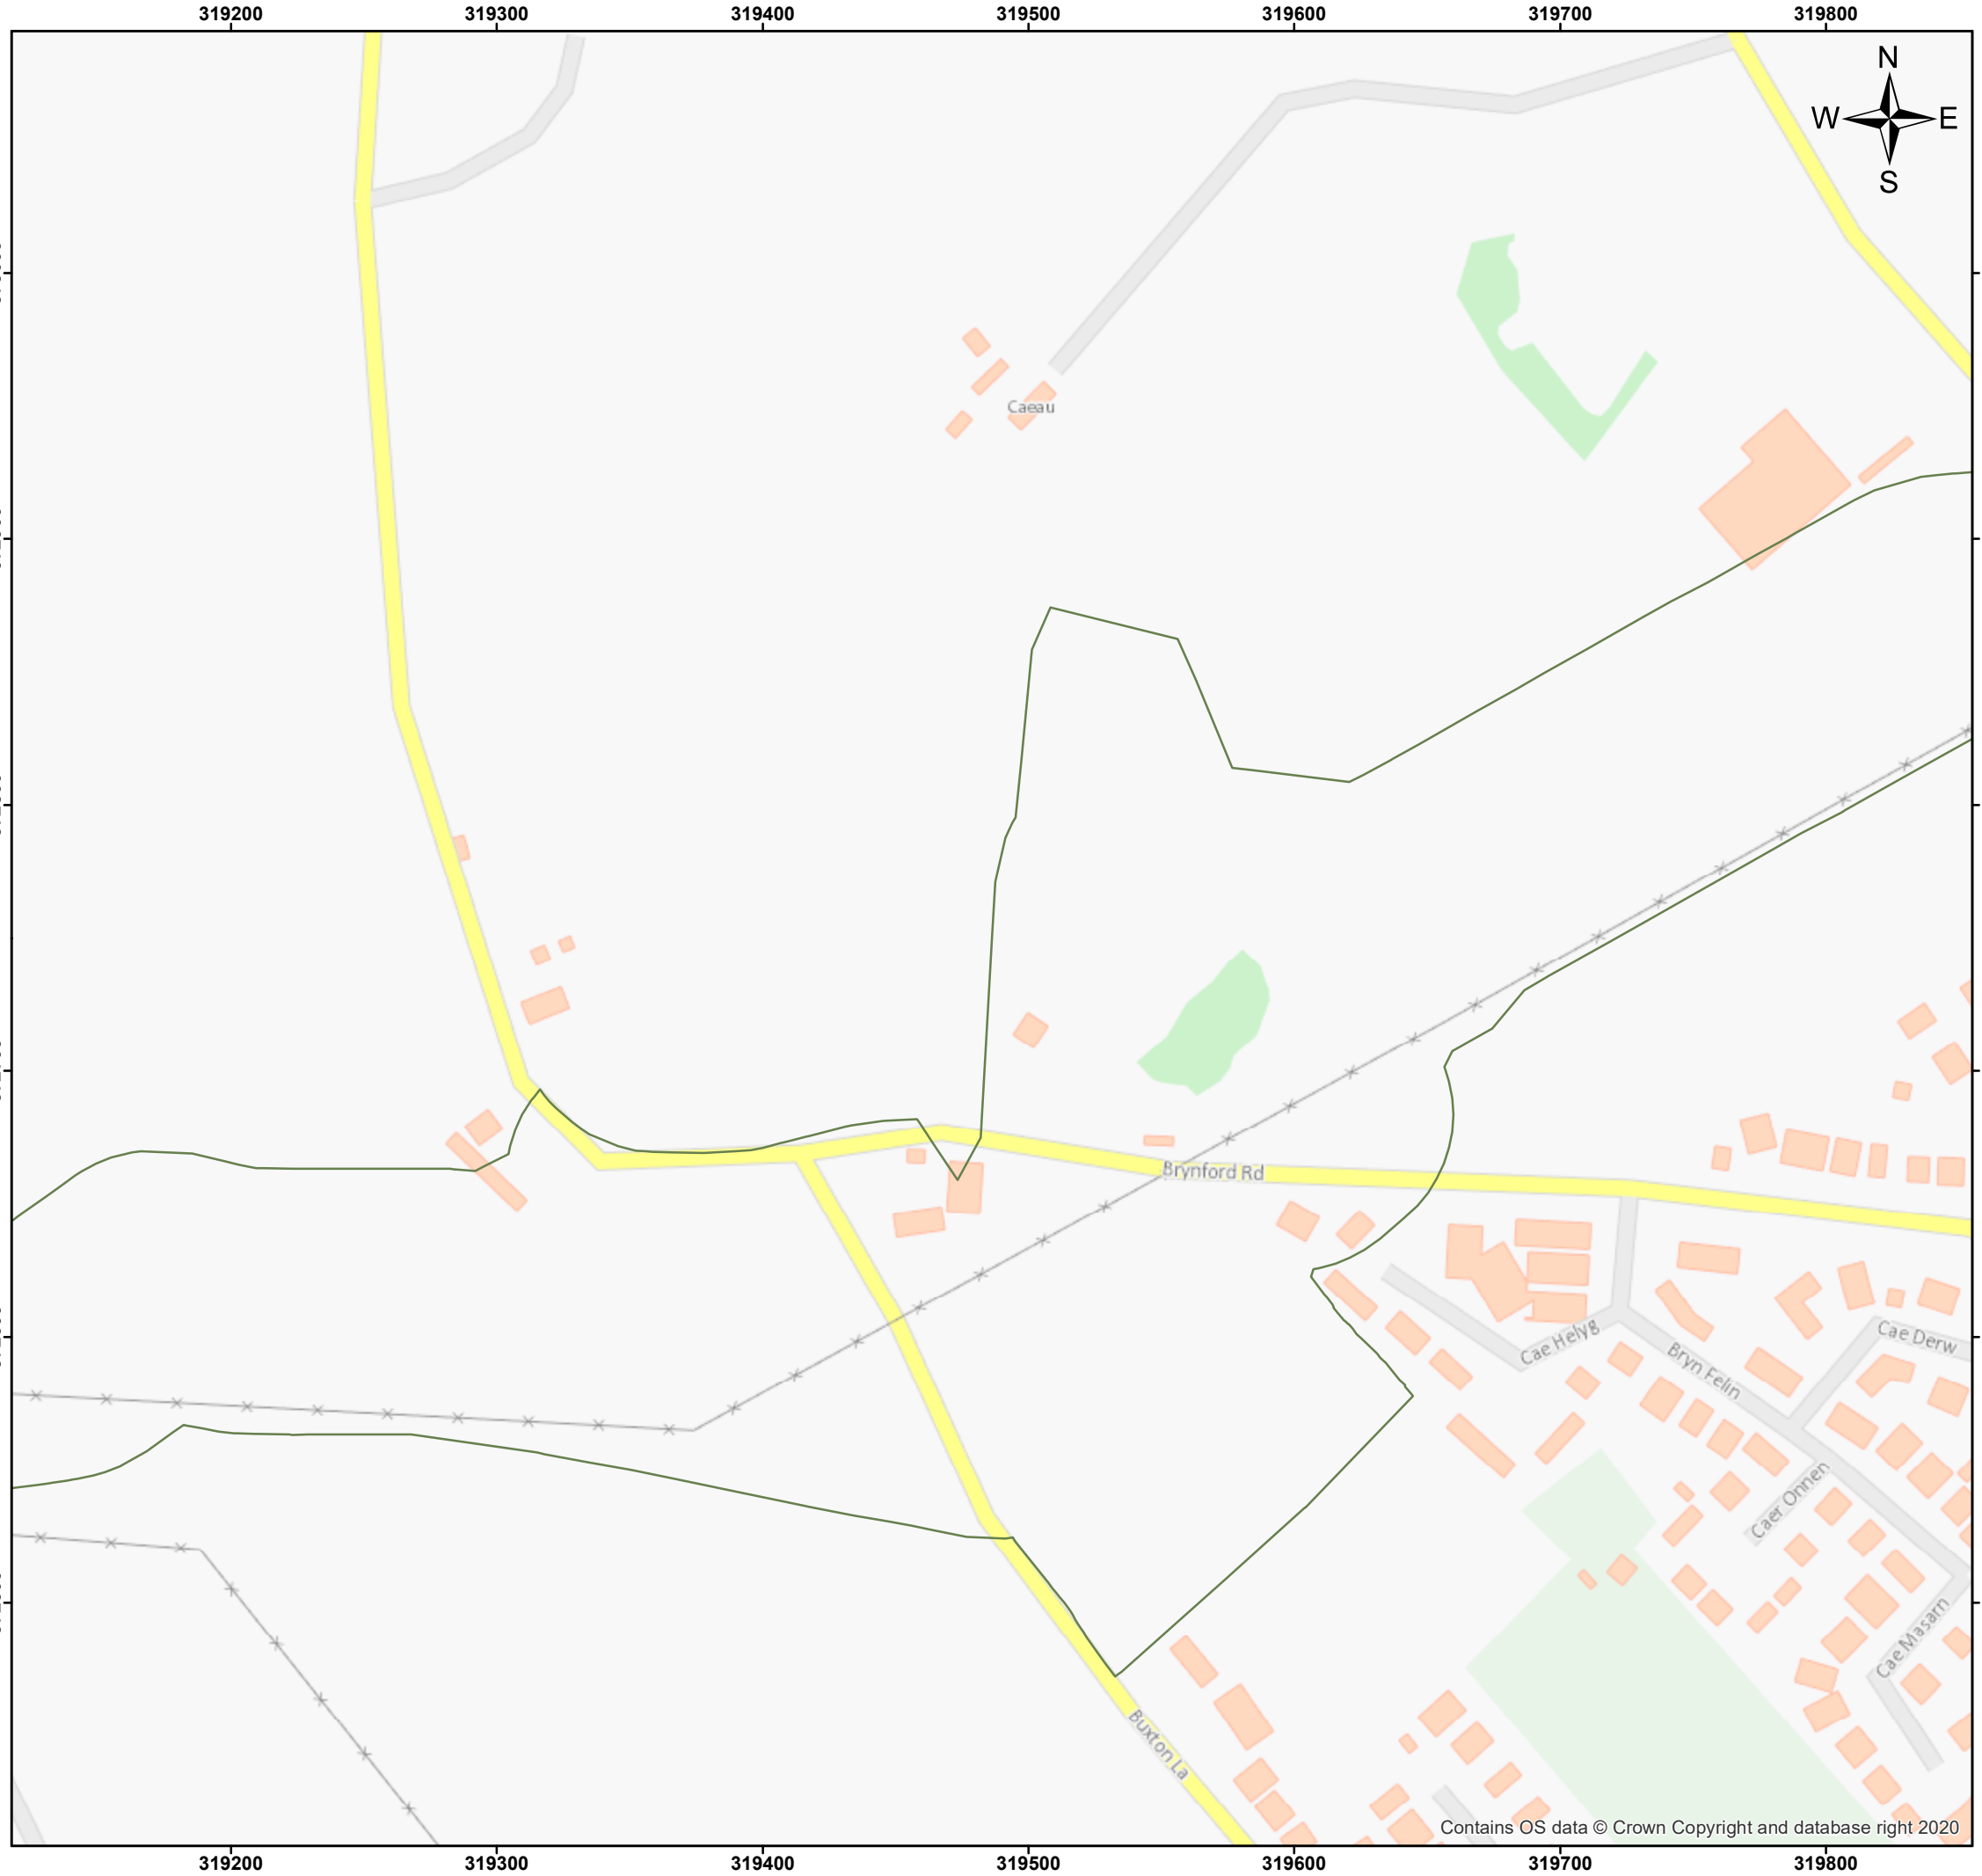 319200 319300 319400 319500 319600 319700 319800
N
W E
S
Caeau
Brynford Rd
Cae Helyg
Bryn Felin
Cae Derw
Caer Onnen
Cae Masarn
Buxton La
Contains OS data © Crown Copyright and database right 2020
319200 319300 319400 319500 319600 319700 319800